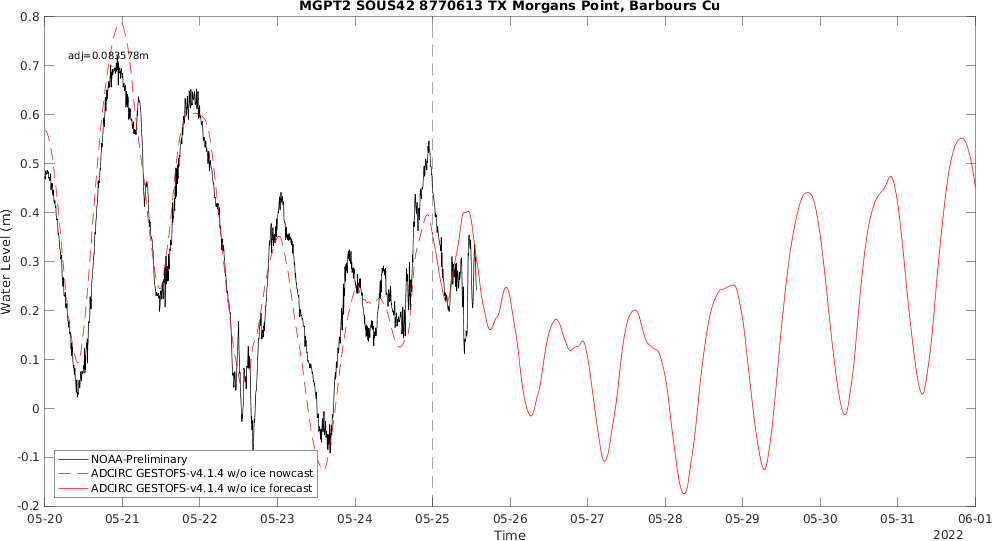 MGPT2 SOUS42 8770613 TX Morgans Point, Barbours Cu
adj=0.083578m
Water Level (m)
0.8
0.7
0.6
0.5
0.4
0.3
0.2
0.1
0
-0.1
-0.2
NOAA-Preliminary
ADCIRC GESTOFS-v4.1.4 w/o ice nowcast
ADCIRC GESTOFS-v4.1.4 w/o ice forecast
05-20 05-21 05-22 05-23 05-24 05-25 05-26 05-27 05-28 05-29 05-30 05-31 06-01
Time
2022